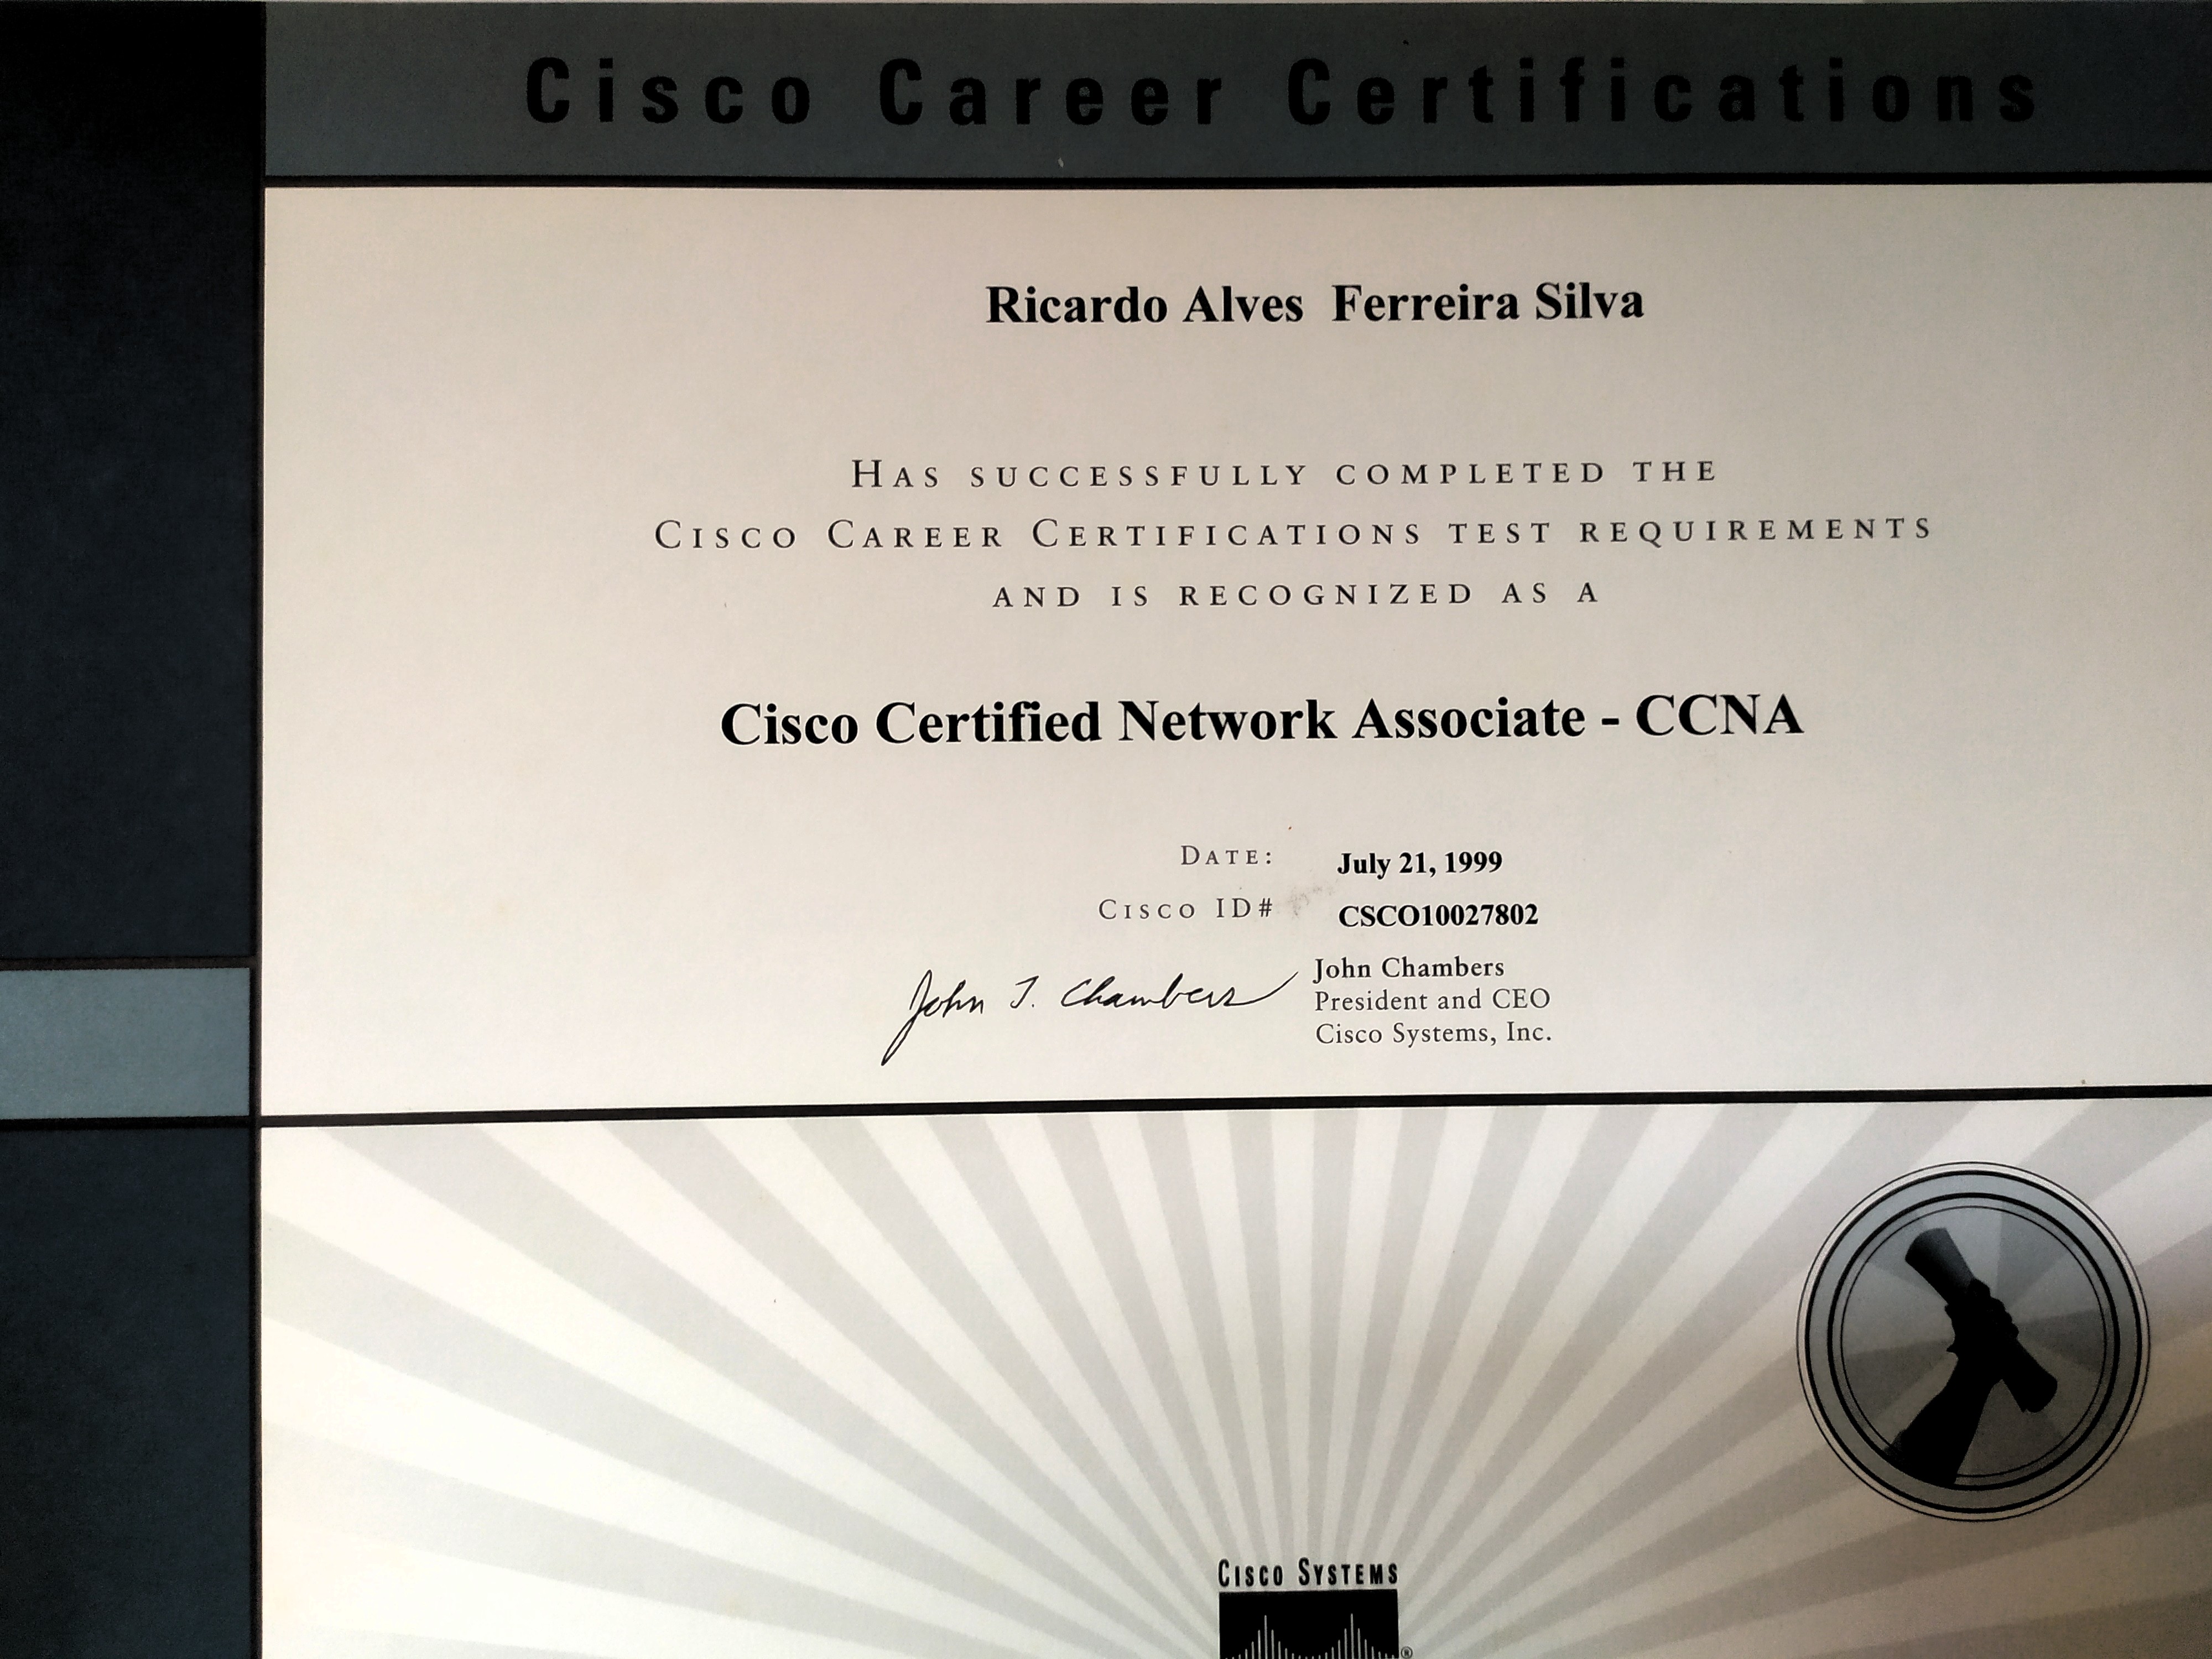 Cisco Career Certifications
Ricardo Alves Ferreira Silva
HAS SUCCESSFULLY COMPLETED THE
CISCO CAREER CERTIFICATIONS TEST REQUIREMENTS
AND IS RECOGNIZED AS A
Cisco Certified Network Associate - CCNA
DATE: July 21, 1999
CISCO ID# CSCO10027802
John T. Chambers
John Chambers
President and CEO
Cisco Systems, Inc.
CISCO SYSTEMS
®